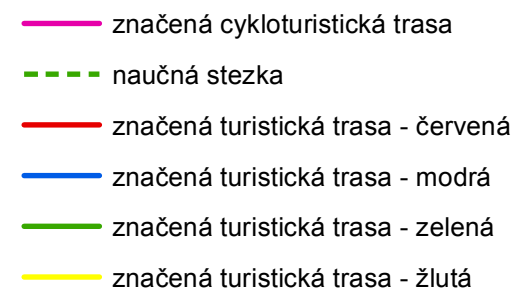 značená cykloturistická trasa
naučná stezka
značená turistická trasa - červená
značená turistická trasa - modrá
značená turistická trasa - zelená
značená turistická trasa - žlutá